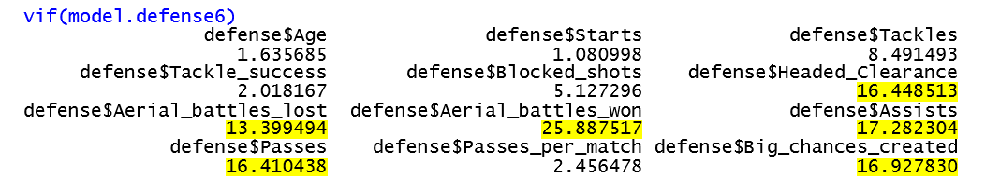 vif(model.defense6)
defense$Age defense$Starts defense$Tackles
1.635685 1.080998 8.491493
defense$Tackle_success defense$Blocked_shots defense$Headed_Clearance
2.018167 5.127296 16.448513
defense$Aerial_battles_lost defense$Aerial_battles_won defense$Assists
13.399494 25.887517 17.282304
defense$Passes defense$Passes_per_match defense$Big_chances_created
16.410438 2.456478 16.927830